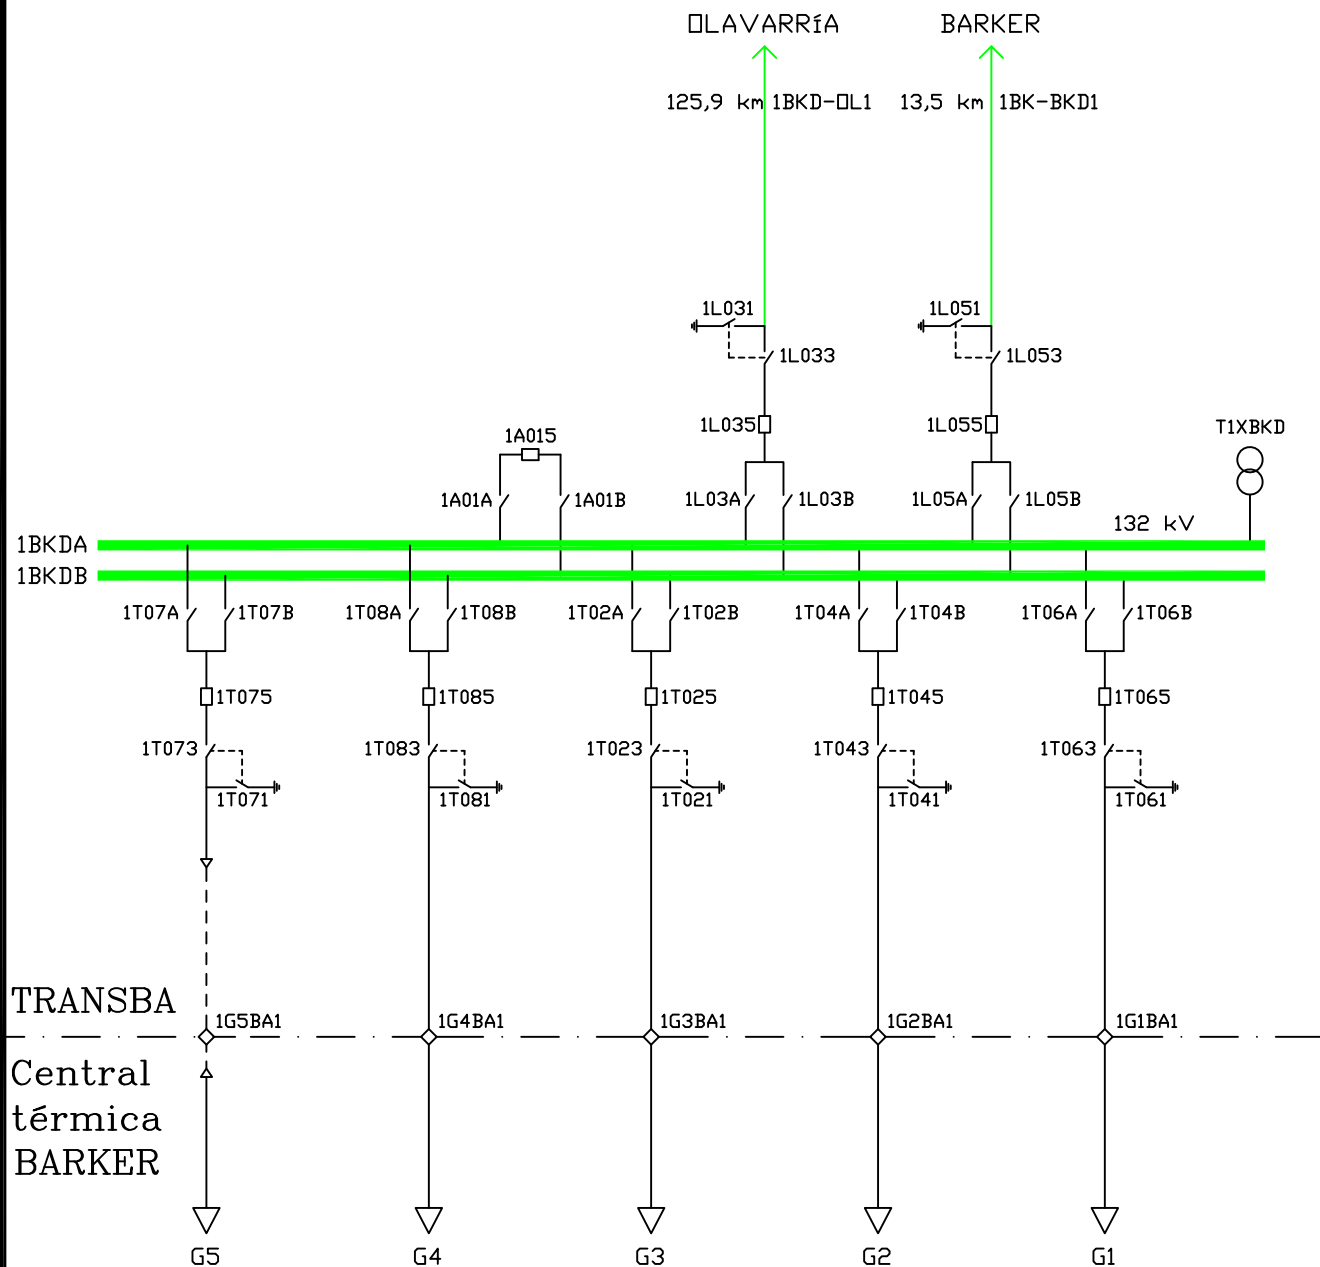 OLAVARRíA
BARKER
125,9 km 1BKD-OL1
13,5 km 1BK-BKD1
1L031
1L051
1L033
1L053
1L035
1L055
T1XBKD
1A015
1A01A
1A01B
1L03A
1L03B
1L05A
1L05B
132 kV
1BKDA
1BKDB
1T07A
1T07B
1T08A
1T08B
1T02A
1T02B
1T04A
1T04B
1T06A
1T06B
1T075
1T085
1T025
1T045
1T065
1T073
1T083
1T023
1T043
1T063
1T071
1T081
1T021
1T041
1T061
TRANSBA
1G5BA1
1G4BA1
1G3BA1
1G2BA1
1G1BA1
Central
térmica
BARKER
G5
G4
G3
G2
G1